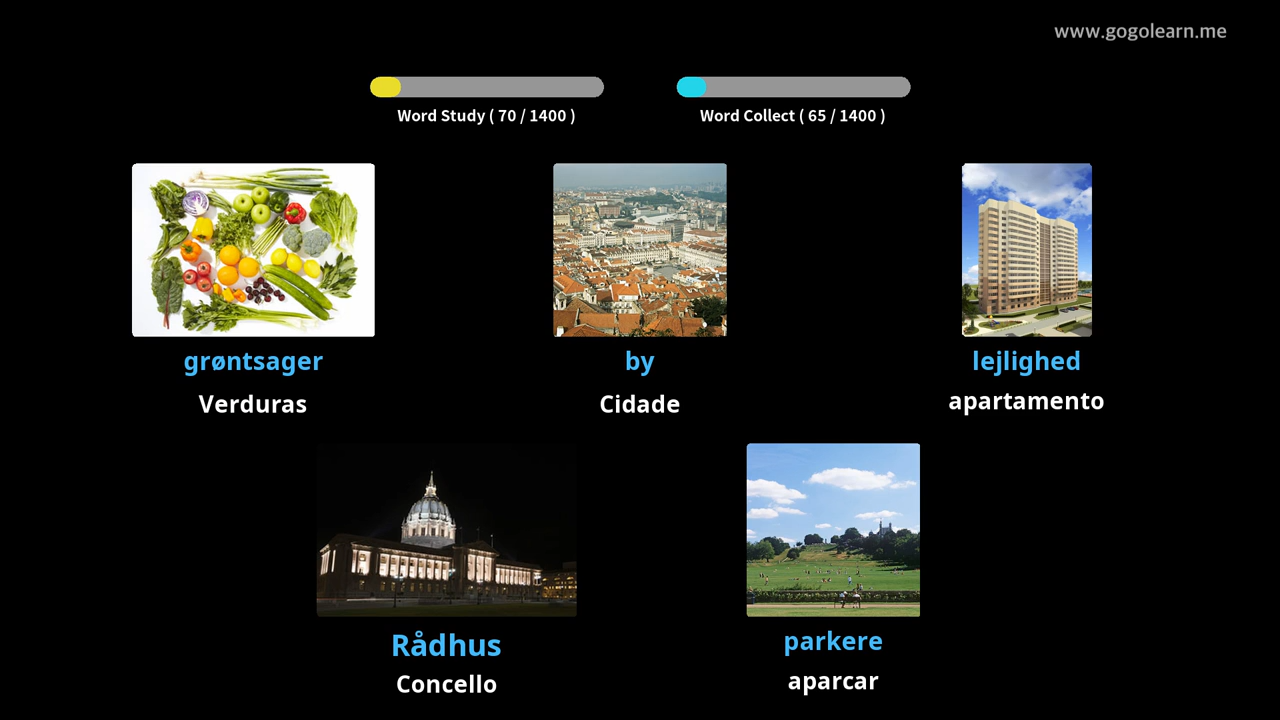 www.gogolearn.me
Word Study ( 70 / 1400 )
Word Collect ( 65 / 1400 )
grøntsager
by
lejlighed
Verduras
Cidade
apartamento
Rådhus
parkere
Concello
aparcar